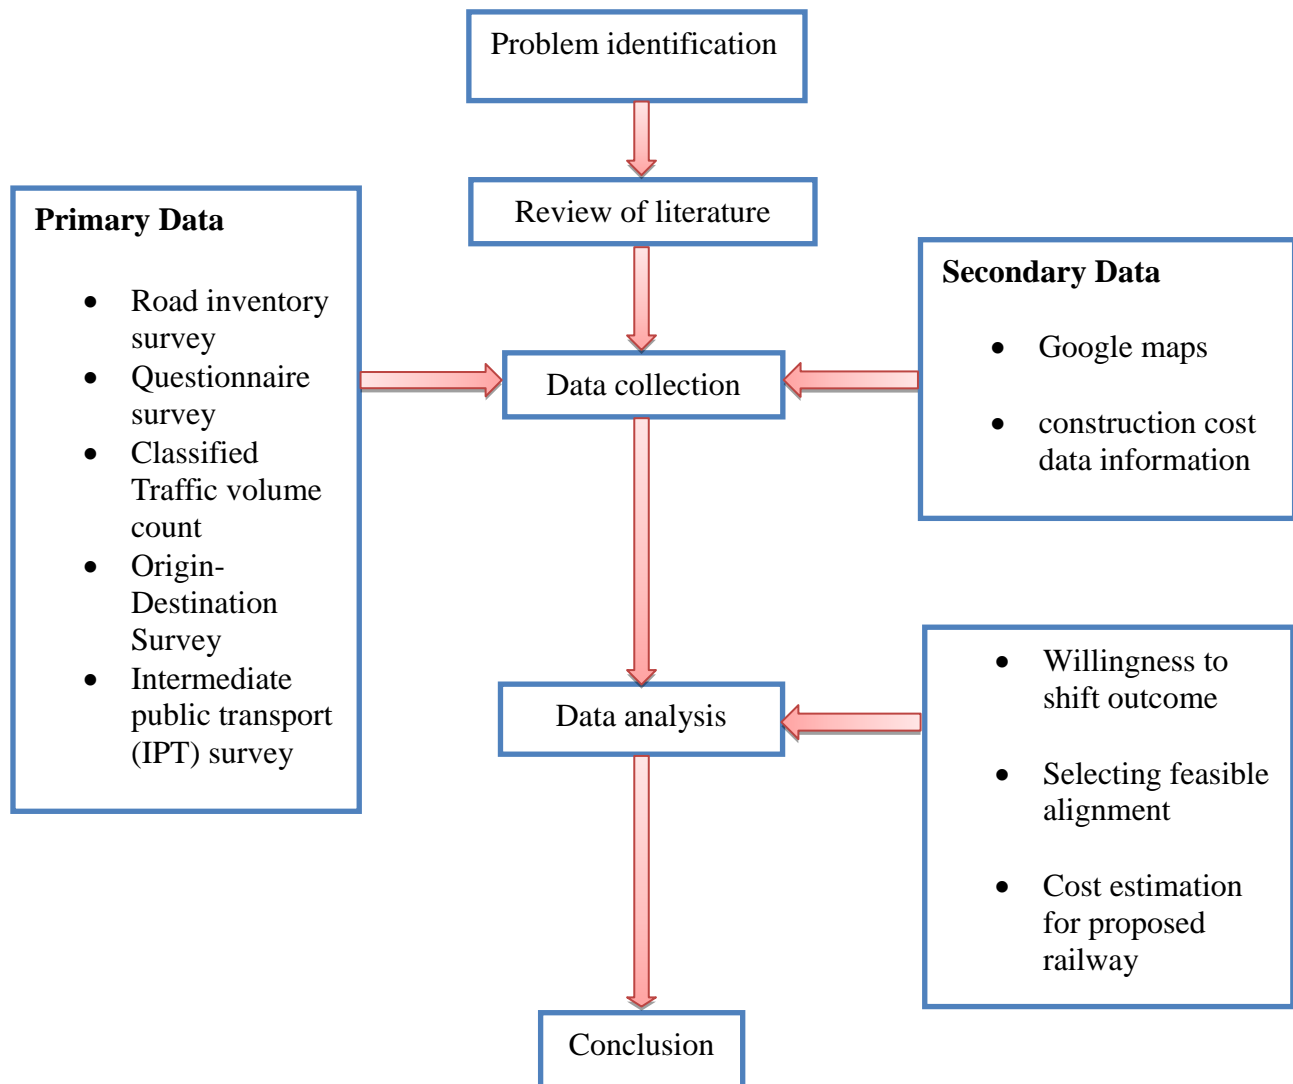 Problem identification
Review of literature
Primary Data
• Road inventory
survey
• Questionnaire
survey
• Classified
Traffic volume
count
• Origin-
Destination
Survey
• Intermediate
public transport
(IPT) survey
Secondary Data
• Google maps
• construction cost
data information
Data collection
Data analysis
• Willingness to
shift outcome
• Selecting feasible
alignment
• Cost estimation
for proposed
railway
Conclusion